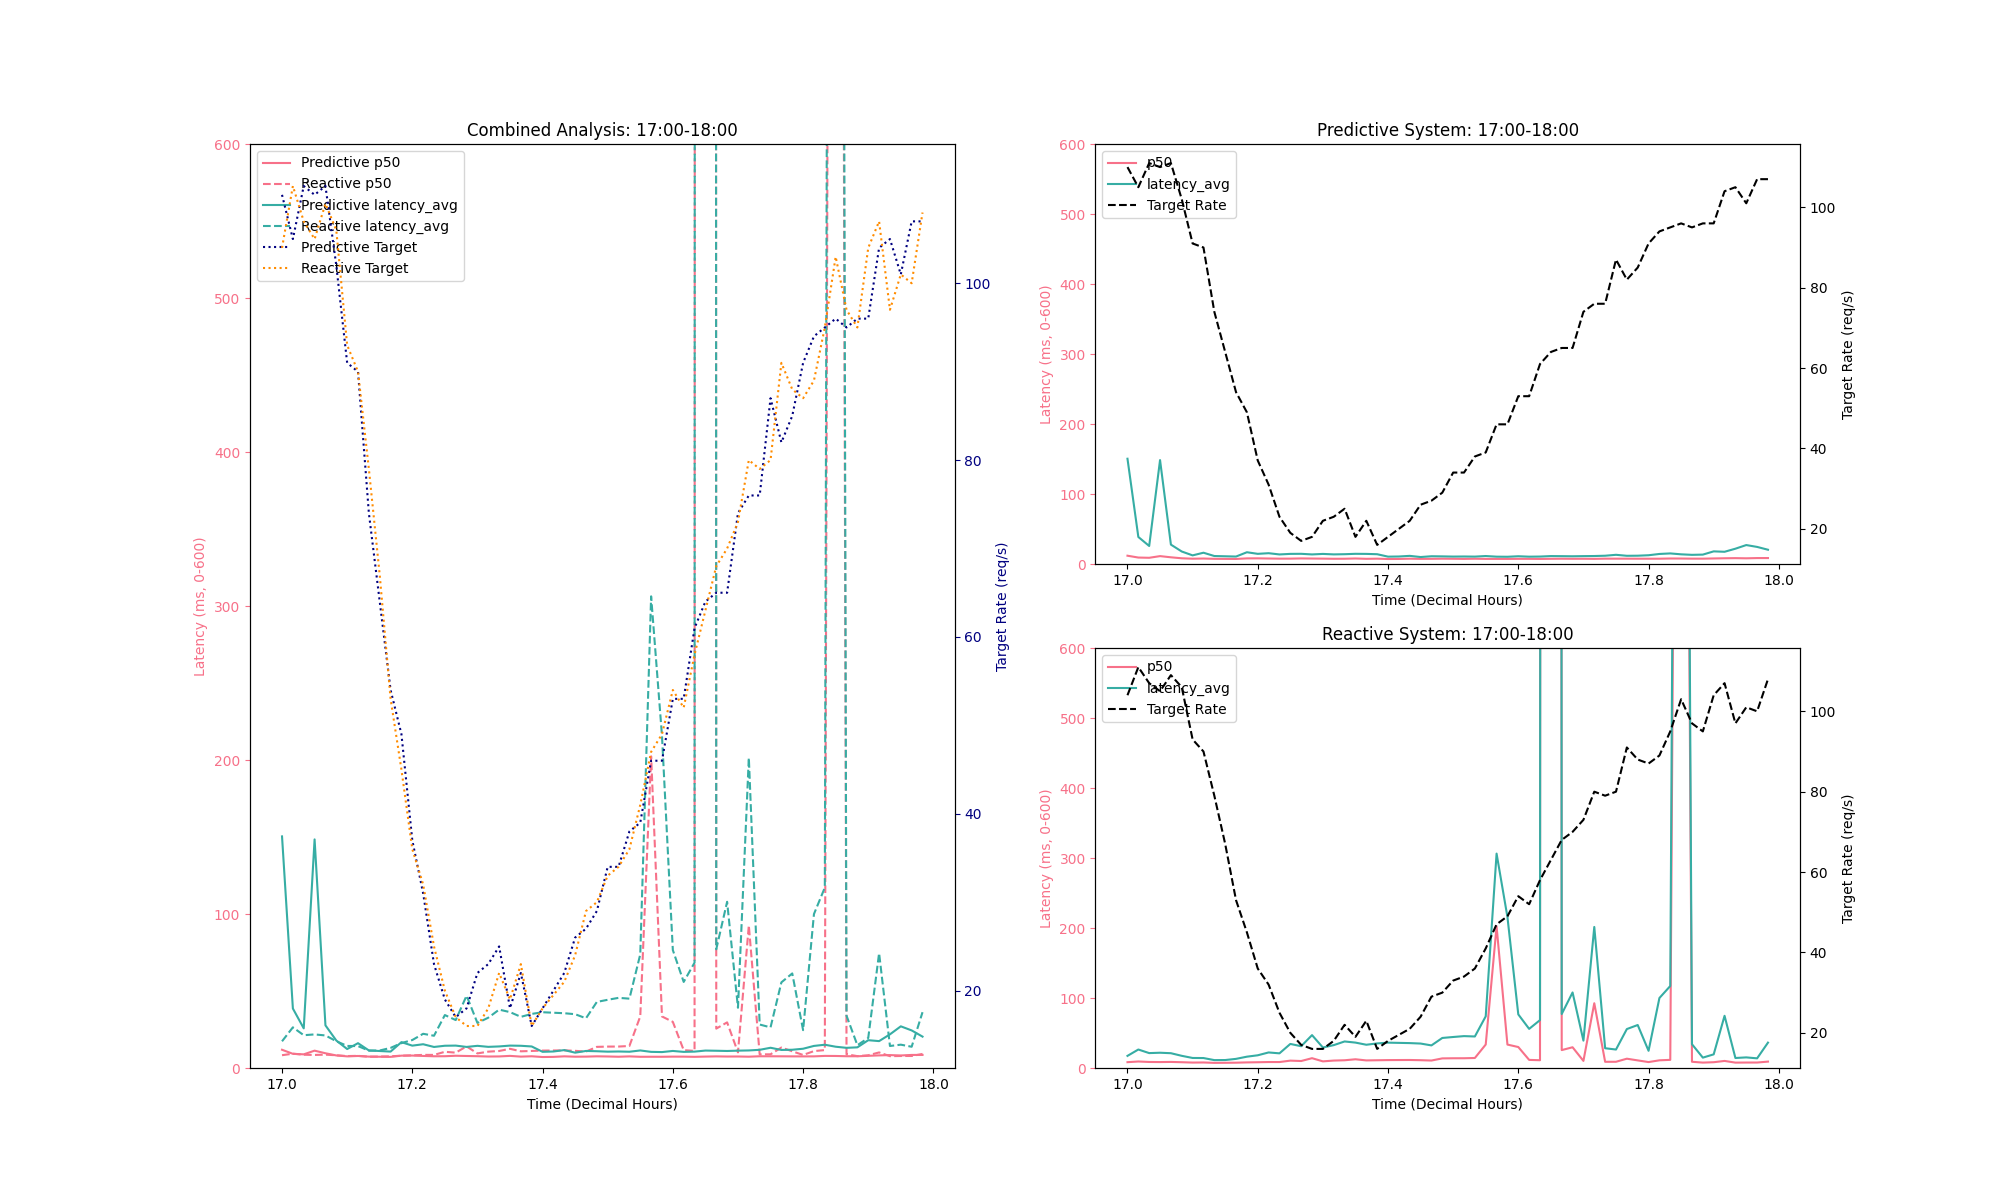 Combined Analysis: 17:00-18:00
Predictive p50
Reactive p50
Predictive latency_avg
Reactive latency_avg
Predictive Target
Reactive Target
600
500
400
300
200
100
0
Latency (ms, 0-600)
100
80
60
40
20
Target Rate (req/s)
17.0 17.2 17.4 17.6 17.8 18.0
Time (Decimal Hours)
Predictive System: 17:00-18:00
p50
latency_avg
Target Rate
600
500
400
300
200
100
0
Latency (ms, 0-600)
100
80
60
40
20
Target Rate (req/s)
17.0 17.2 17.4 17.6 17.8 18.0
Time (Decimal Hours)
Reactive System: 17:00-18:00
p50
latency_avg
Target Rate
600
500
400
300
200
100
0
Latency (ms, 0-600)
100
80
60
40
20
Target Rate (req/s)
17.0 17.2 17.4 17.6 17.8 18.0
Time (Decimal Hours)